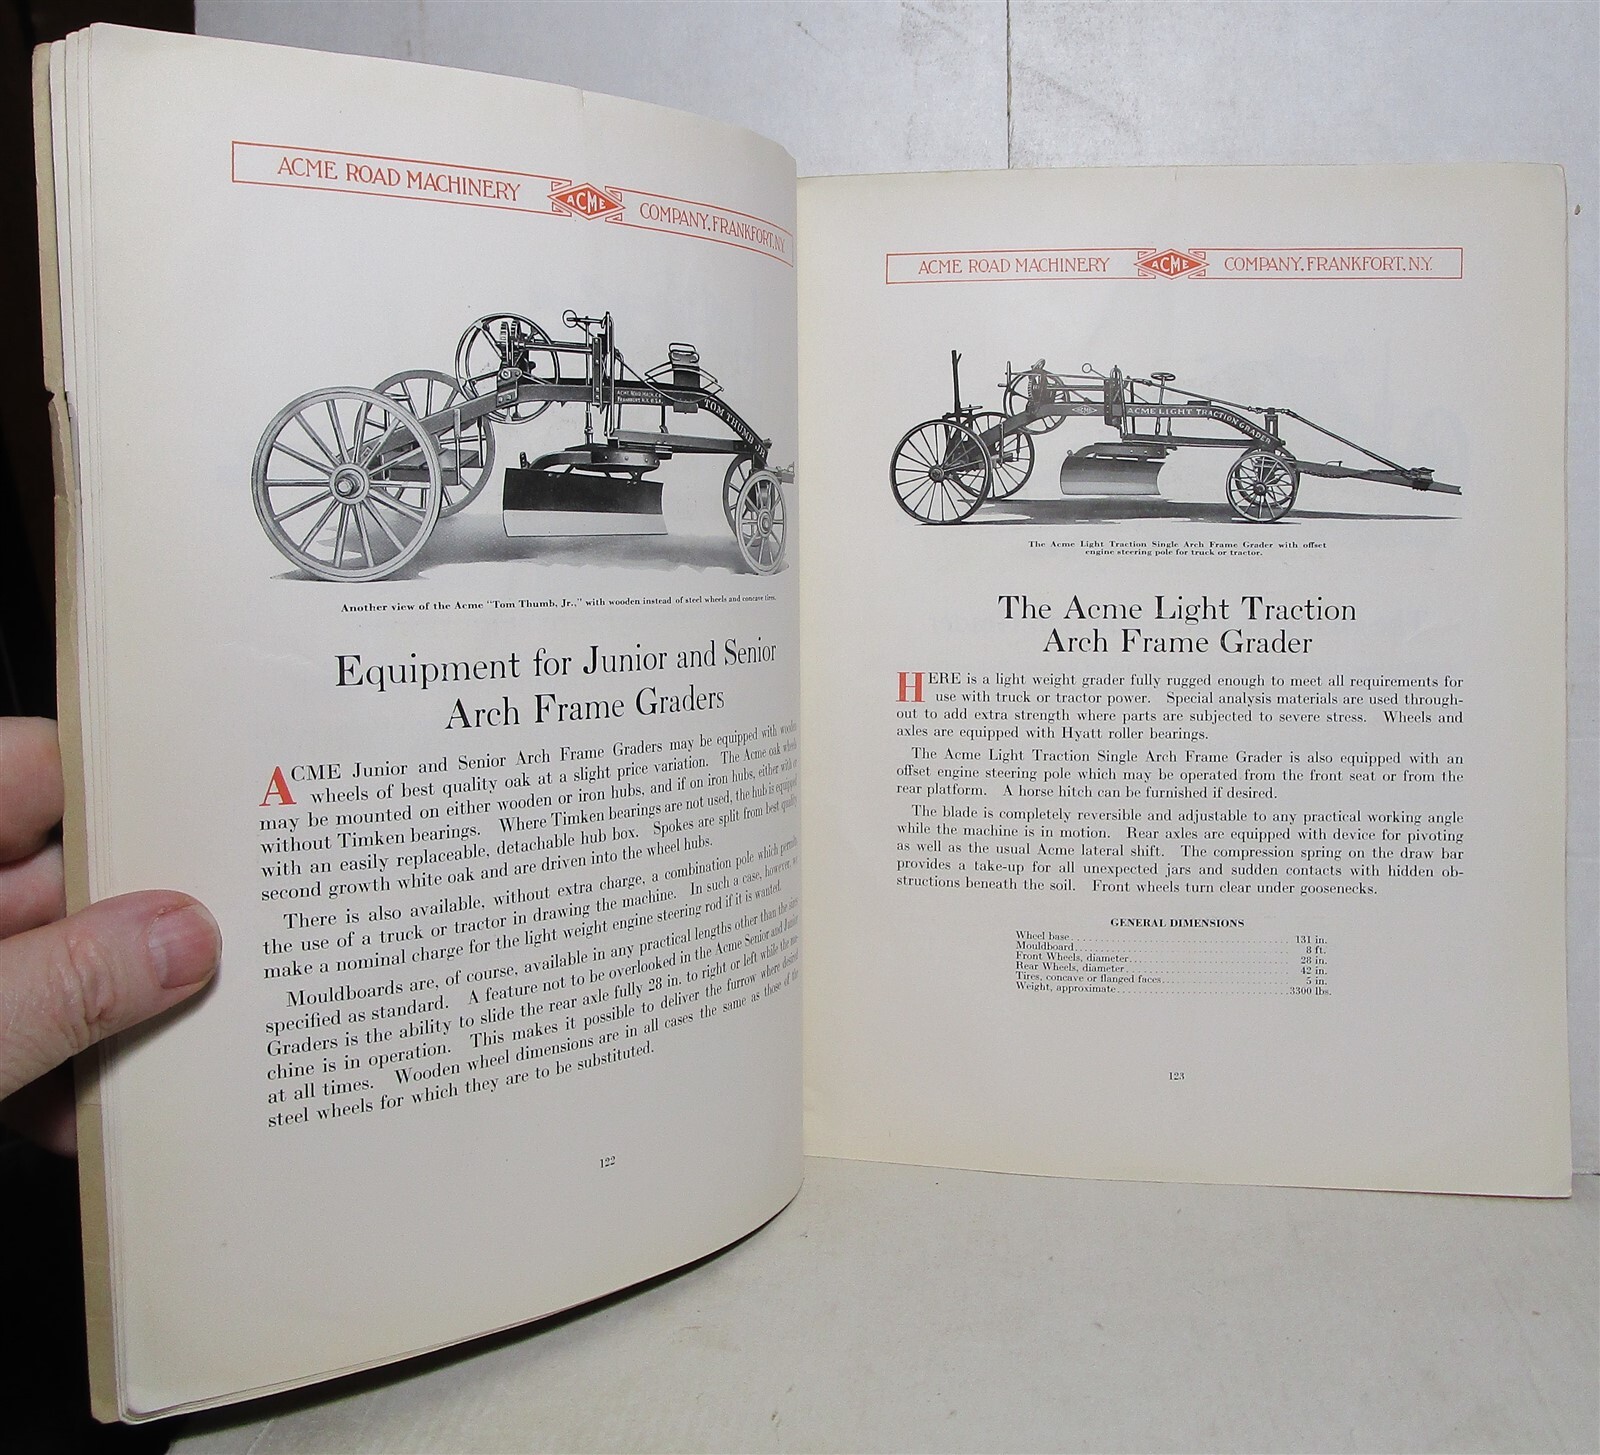 ACME ROAD MACHINERY ACME COMPANY, FRANKFORT, N.Y.
ACME ROAD MACH. CO.
FRANKFORT, N.Y. U.S.A.
TOM THUMB JR.
Another view of the Acme "Tom Thumb, Jr.," with wooden instead of steel wheels and concave tires.
Equipment for Junior and Senior
Arch Frame Graders
ACME Junior and Senior Arch Frame Graders may be equipped with wooden
wheels of best quality oak at a slight price variation. The Acme oak wheels
may be mounted on either wooden or iron hubs, and if on iron hubs, either with or
without Timken bearings. Where Timken bearings are not used, the hub is equipped
with an easily replaceable, detachable hub box. Spokes are split from best quality
second growth white oak and are driven into the wheel hubs.
There is also available, without extra charge, a combination pole which permits
the use of a truck or tractor in drawing the machine. In such a case, however, we
make a nominal charge for the light weight engine steering rod if it is wanted.
Mouldboards are, of course, available in any practical lengths other than the sizes
specified as standard. A feature not to be overlooked in the Acme Senior and Junior
Graders is the ability to slide the rear axle fully 28 in. to right or left while the ma-
chine is in operation. This makes it possible to deliver the furrow where desired
at all times. Wooden wheel dimensions are in all cases the same as those of the
steel wheels for which they are to be substituted.
122
ACME ROAD MACHINERY ACME COMPANY, FRANKFORT, N.Y.
ACME
ACME LIGHT TRACTION GRADER
The Acme Light Traction Single Arch Frame Grader with offset
engine steering pole for truck or tractor.
The Acme Light Traction
Arch Frame Grader
HERE is a light weight grader fully rugged enough to meet all requirements for
use with truck or tractor power. Special analysis materials are used through-
out to add extra strength where parts are subjected to severe stress. Wheels and
axles are equipped with Hyatt roller bearings.
The Acme Light Traction Single Arch Frame Grader is also equipped with an
offset engine steering pole which may be operated from the front seat or from the
rear platform. A horse hitch can be furnished if desired.
The blade is completely reversible and adjustable to any practical working angle
while the machine is in motion. Rear axles are equipped with device for pivoting
as well as the usual Acme lateral shift. The compression spring on the draw bar
provides a take-up for all unexpected jars and sudden contacts with hidden ob-
structions beneath the soil. Front wheels turn clear under goosenecks.
GENERAL DIMENSIONS
Wheel base 131 in.
Mouldboard 8 ft.
Front Wheels, diameter 28 in.
Rear Wheels, diameter 42 in.
Tires, concave or flanged faces 5 in.
Weight, approximate 3300 lbs.
123